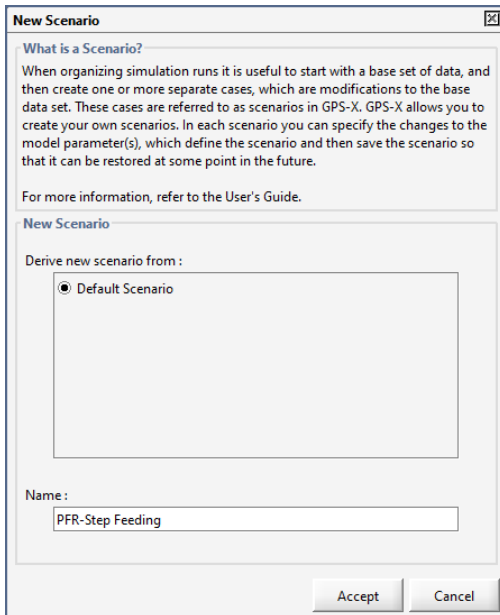 New Scenario
What is a Scenario?
When organizing simulation runs it is useful to start with a base set of data, and
then create one or more separate cases, which are modifications to the base
data set. These cases are referred to as scenarios in GPS-X. GPS-X allows you to
create your own scenarios. In each scenario you can specify the changes to the
model parameter(s), which define the scenario and then save the scenario so
that it can be restored at some point in the future.
For more information, refer to the User's Guide.
New Scenario
Derive new scenario from :
Default Scenario
Name :
PFR-Step Feeding
Accept Cancel